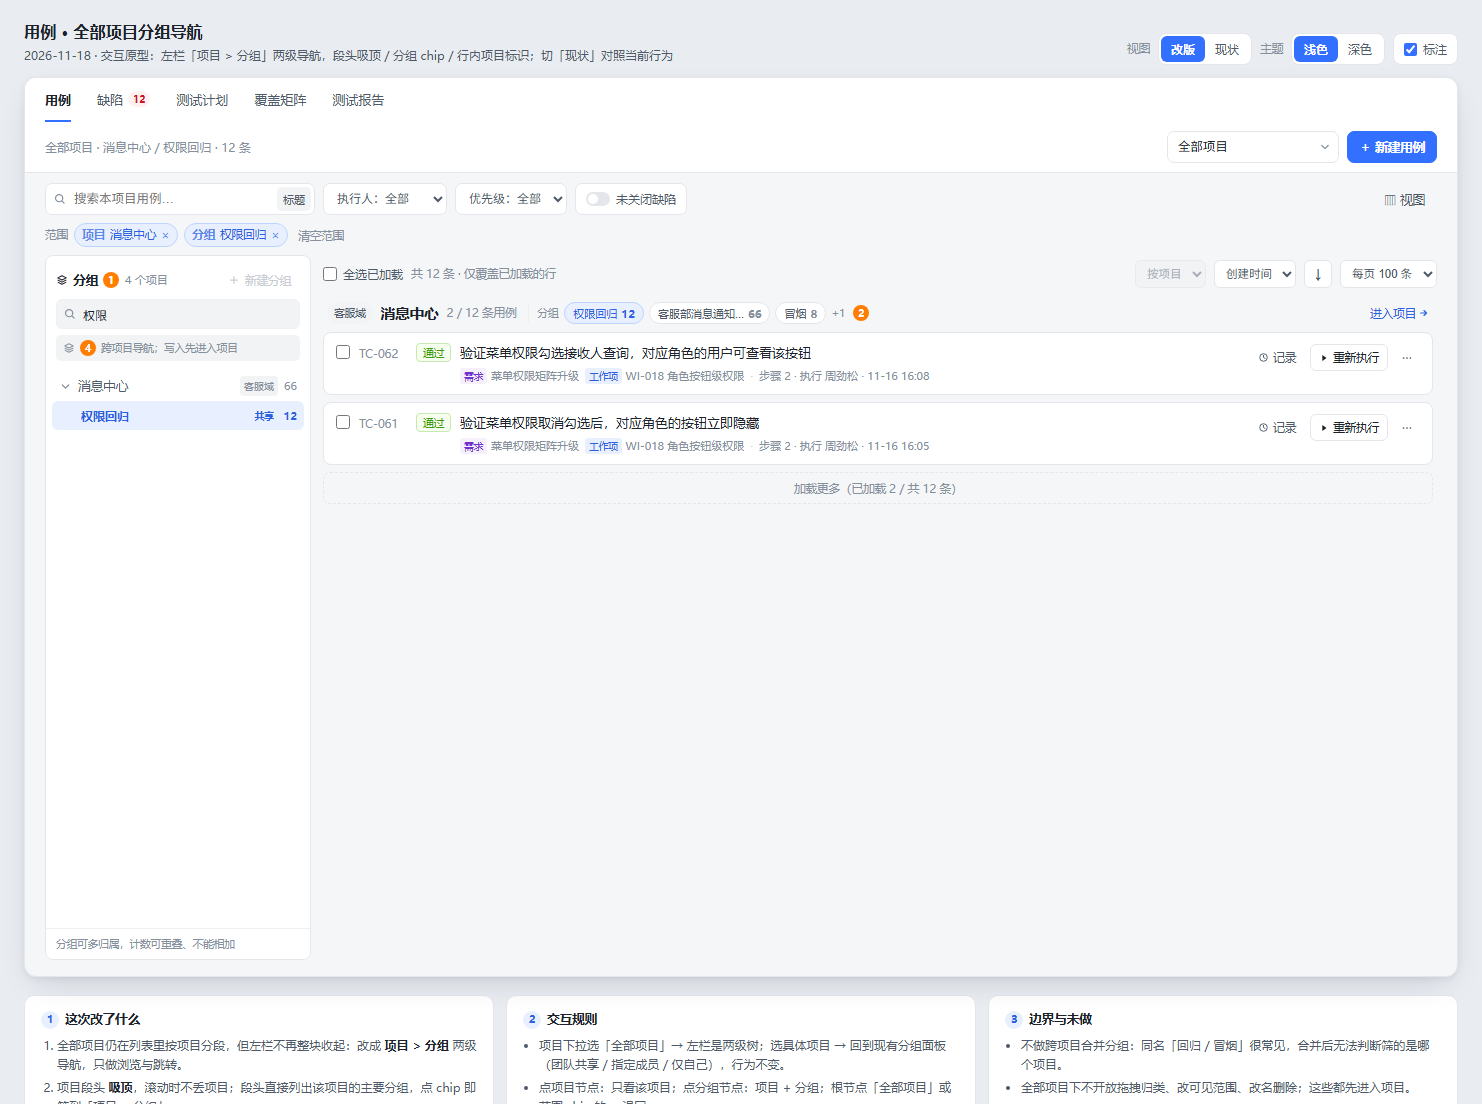 用例 • 全部项目分组导航
2026-11-18 · 交互原型：左栏「项目 > 分组」两级导航，段头吸顶 / 分组 chip / 行内项目标识；切「现状」对照当前行为
视图 改版 现状 主题 浅色 深色 标注
用例 缺陷 12 测试计划 覆盖矩阵 测试报告
全部项目 · 消息中心 / 权限回归 · 12 条
全部项目
+ 新建用例
搜索本项目用例… 标题
执行人：全部
优先级：全部
未关闭缺陷
视图
范围 项目 消息中心 × 分组 权限回归 × 清空范围
分组 1 4 个项目 + 新建分组
权限
4 跨项目导航；写入先进入项目
消息中心 客服域 66
权限回归 共享 12
分组可多归属，计数可重叠、不能相加
全选已加载 共 12 条 · 仅覆盖已加载的行
按项目 创建时间 ↓ 每页 100 条
客服域 消息中心 2 / 12 条用例 分组 权限回归 12 客服部消息通知... 66 冒烟 8 +1 2 进入项目 →
TC-062 通过 验证菜单权限勾选接收人查询，对应角色的用户可查看该按钮
需求 菜单权限矩阵升级 工作项 WI-018 角色按钮级权限 · 步骤 2 · 执行 周劲松 · 11-16 16:08
记录 重新执行 ···
TC-061 通过 验证菜单权限取消勾选后，对应角色的按钮立即隐藏
需求 菜单权限矩阵升级 工作项 WI-018 角色按钮级权限 · 步骤 2 · 执行 周劲松 · 11-16 16:05
记录 重新执行 ···
加载更多（已加载 2 / 共 12 条）
1 这次改了什么
1. 全部项目仍在列表里按项目分段，但左栏不再整块收起：改成 项目 > 分组 两级
导航，只做浏览与跳转。
2. 项目段头 吸顶，滚动时不丢项目；段头直接列出该项目的主要分组，点 chip 即
2 交互规则
• 项目下拉选「全部项目」→ 左栏是两级树；选具体项目 → 回到现有分组面板
（团队共享 / 指定成员 / 仅自己），行为不变。
• 点项目节点：只看该项目；点分组节点：项目 + 分组；根节点「全部项目」或
3 边界与未做
• 不做跨项目合并分组：同名「回归 / 冒烟」很常见，合并后无法判断筛的是哪
个项目。
• 全部项目下不开放拖拽归类、改可见范围、改名删除；这些都先进入项目。